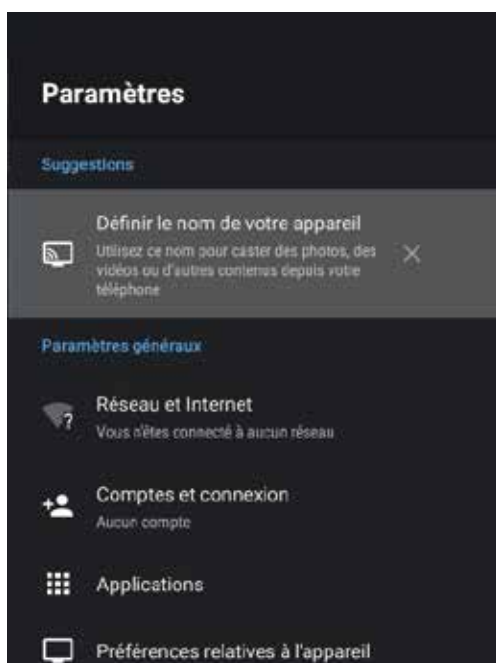 Paramètres
Suggestions
Définir le nom de votre appareil
Utilisez ce nom pour caster des photos, des
vidéos ou d'autres contenus depuis votre
téléphone
Paramètres généraux
Réseau et Internet
Vous n'êtes connecté à aucun réseau
Comptes et connexion
Aucun compte
Applications
Préférences relatives à l'appareil